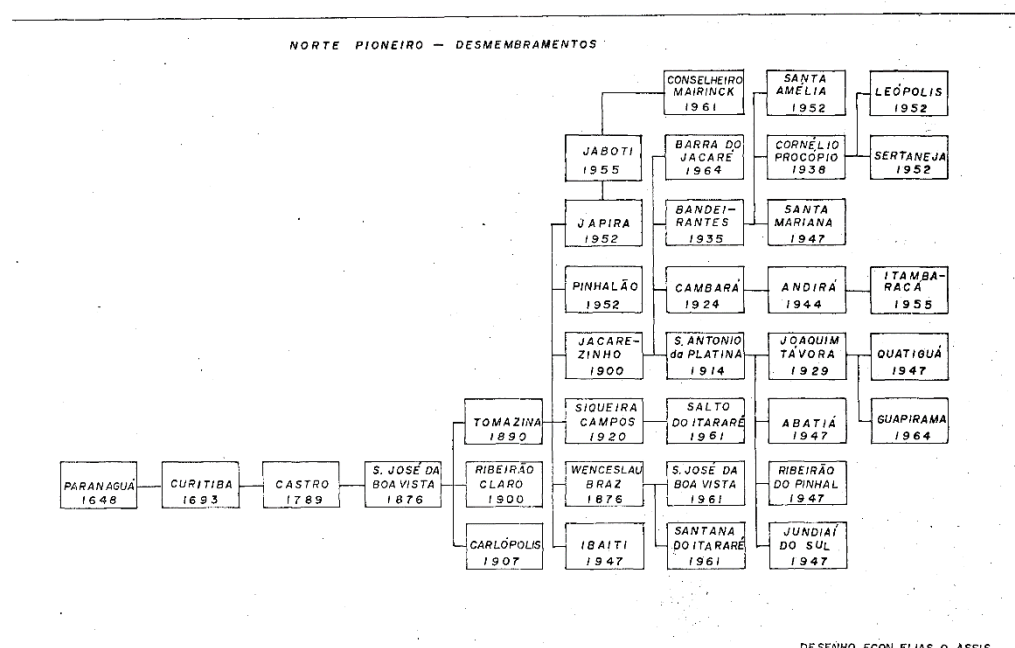 NORTE PIONEIRO — DESMEMBRAMENTOS
CONSELHEIRO
MAIRINCK
1961
SANTA
AMÉLIA
1952
LEÓPOLIS
1952
JABOTI
1955
BARRA DO
JACARÉ
1964
CORNÉLIO
PROCÓPIO
1938
SERTANEJA
1952
JAPIRA
1952
BANDEI-
RANTES
1935
SANTA
MARIANA
1947
PINHALÃO
1952
CAMBARÁ
1924
ANDIRÁ
1944
ITAMBA-
RACÁ
1955
JACARE-
ZINHO
1900
S. ANTONIO
da PLATINA
1914
JOAQUIM
TÁVORA
1929
QUATIGUÁ
1947
TOMAZINA
1890
SIQUEIRA
CAMPOS
1920
SALTO
DO ITARARÉ
1961
ABATIÁ
1947
GUAPIRAMA
1964
PARANAGUÁ
1648
CURITIBA
1693
CASTRO
1789
S. JOSÉ DA
BOA VISTA
1876
RIBEIRÃO
CLARO
1900
WENCESLAU
BRAZ
1876
S. JOSÉ DA
BOA VISTA
1961
RIBEIRÃO
DO PINHAL
1947
CARLÓPOLIS
1907
IBAITI
1947
SANTANA
DO ITARARÉ
1961
JUNDIAÍ
DO SUL
1947
DESENHO ECON. ELIAS O. ASSIS